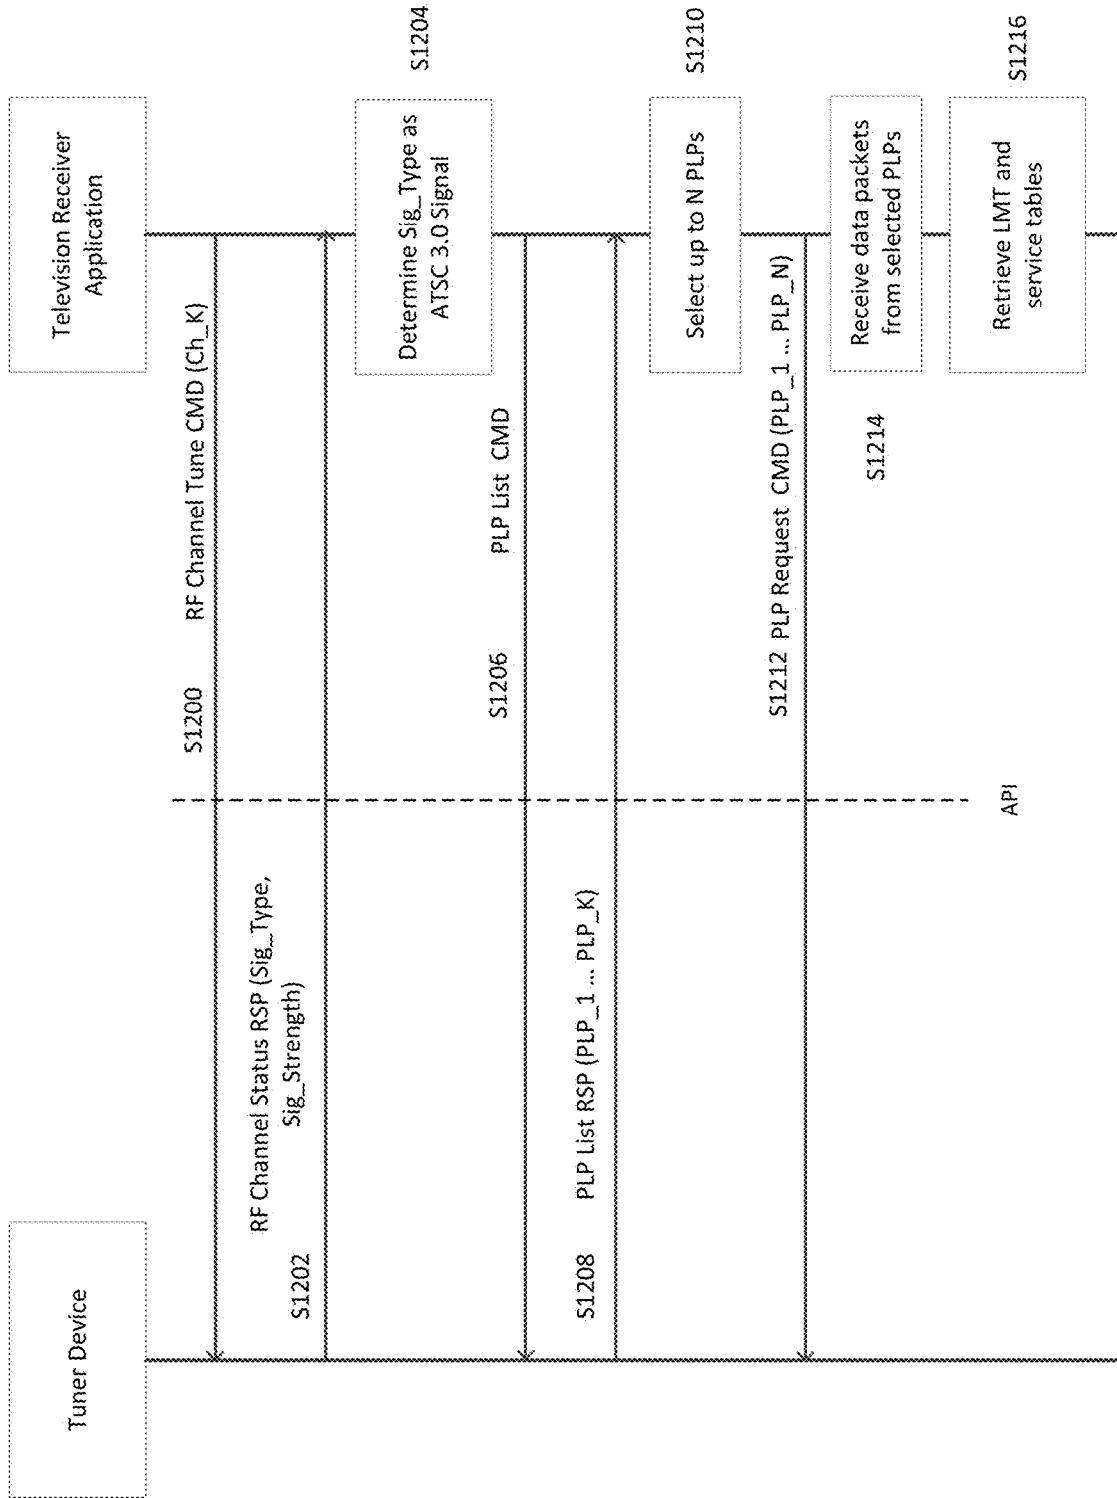 Tuner Device
Television Receiver
Application
S1200
RF Channel Tune CMD (Ch_K)
RF Channel Status RSP (Sig_Type,
Sig_Strength)
S1202
Determine Sig_Type as
ATSC 3.0 Signal
S1204
S1206
PLP List CMD
S1208
PLP List RSP (PLP_1 ... PLP_K)
Select up to N PLPs
S1210
S1212 PLP Request CMD (PLP_1 ... PLP_N)
Receive data packets
from selected PLPs
S1214
Retrieve LMT and
service tables
S1216
API